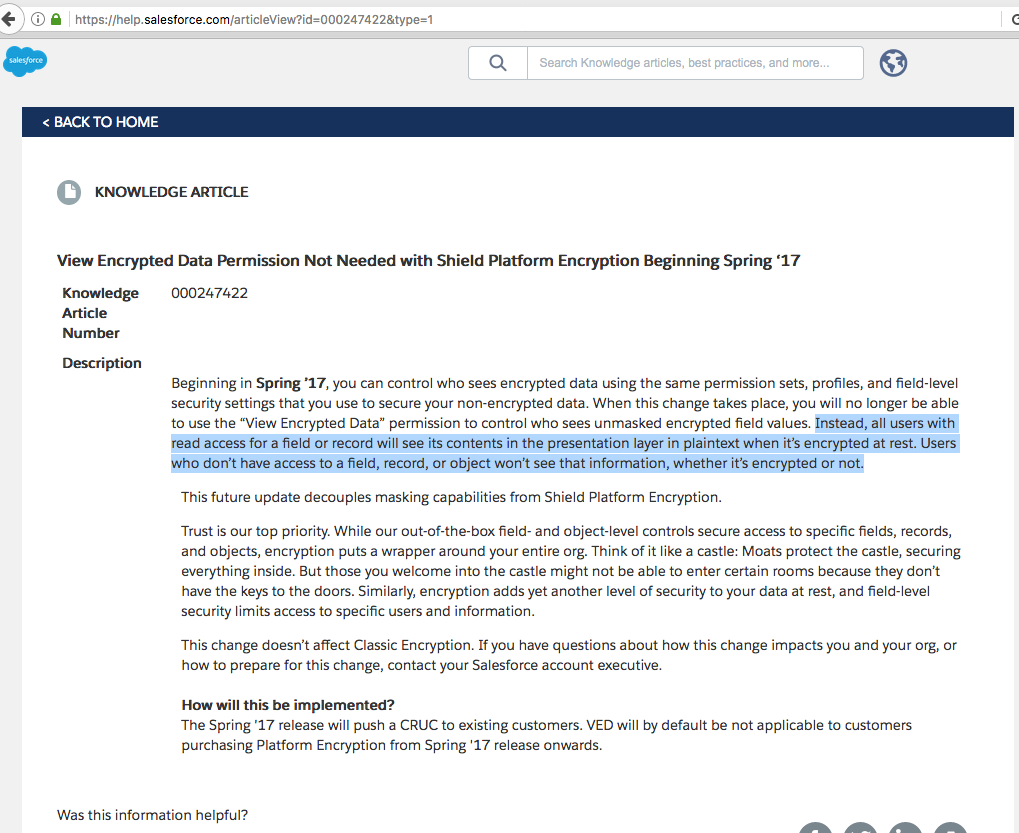 https://help.salesforce.com/articleView?id=000247422&type=1
salesforce
Search Knowledge articles, best practices, and more...
< BACK TO HOME
KNOWLEDGE ARTICLE
View Encrypted Data Permission Not Needed with Shield Platform Encryption Beginning Spring ‘17
Knowledge Article Number 000247422
Description
Beginning in Spring ’17, you can control who sees encrypted data using the same permission sets, profiles, and field-level
security settings that you use to secure your non-encrypted data. When this change takes place, you will no longer be able
to use the “View Encrypted Data” permission to control who sees unmasked encrypted field values. Instead, all users with
read access for a field or record will see its contents in the presentation layer in plaintext when it’s encrypted at rest. Users
who don’t have access to a field, record, or object won’t see that information, whether it’s encrypted or not.
This future update decouples masking capabilities from Shield Platform Encryption.
Trust is our top priority. While our out-of-the-box field- and object-level controls secure access to specific fields, records,
and objects, encryption puts a wrapper around your entire org. Think of it like a castle: Moats protect the castle, securing
everything inside. But those you welcome into the castle might not be able to enter certain rooms because they don’t
have the keys to the doors. Similarly, encryption adds yet another level of security to your data at rest, and field-level
security limits access to specific users and information.
This change doesn’t affect Classic Encryption. If you have questions about how this change impacts you and your org, or
how to prepare for this change, contact your Salesforce account executive.
How will this be implemented?
The Spring '17 release will push a CRUC to existing customers. VED will by default be not applicable to customers
purchasing Platform Encryption from Spring '17 release onwards.
Was this information helpful?